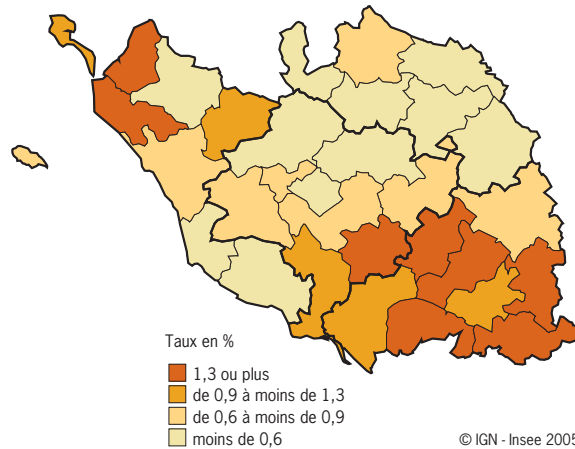 Taux en %
1,3 ou plus
de 0,9 à moins de 1,3
de 0,6 à moins de 0,9
moins de 0,6
© IGN - Insee 2005